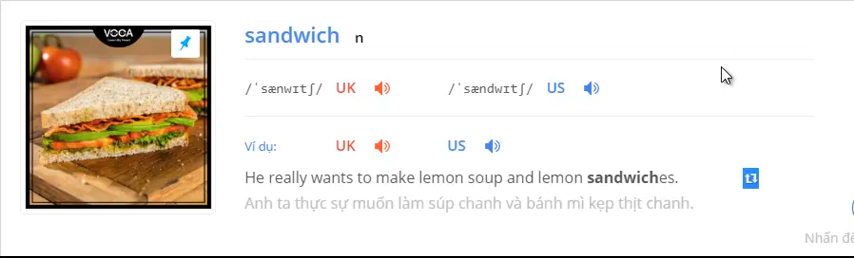 VOCA
sandwich n
/ˈsænwɪtʃ/ UK /ˈsændwɪtʃ/ US
Ví dụ: UK US
He really wants to make lemon soup and lemon sandwiches.
Anh ta thực sự muốn làm súp chanh và bánh mì kẹp thịt chanh.
Nhấn để